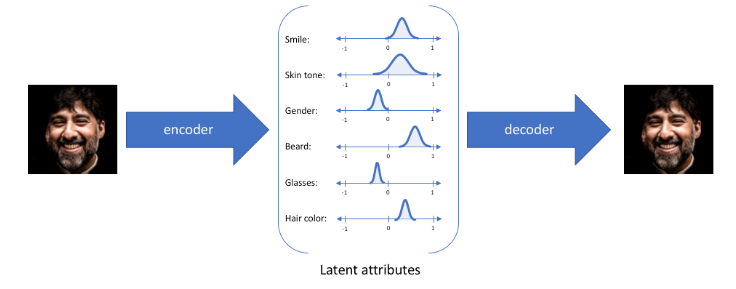 Smile:
-1 0 1
Skin tone:
-1 0 1
Gender:
-1 0 1
encoder
decoder
Beard:
-1 0 1
Glasses:
-1 0 1
Hair color:
-1 0 1
Latent attributes